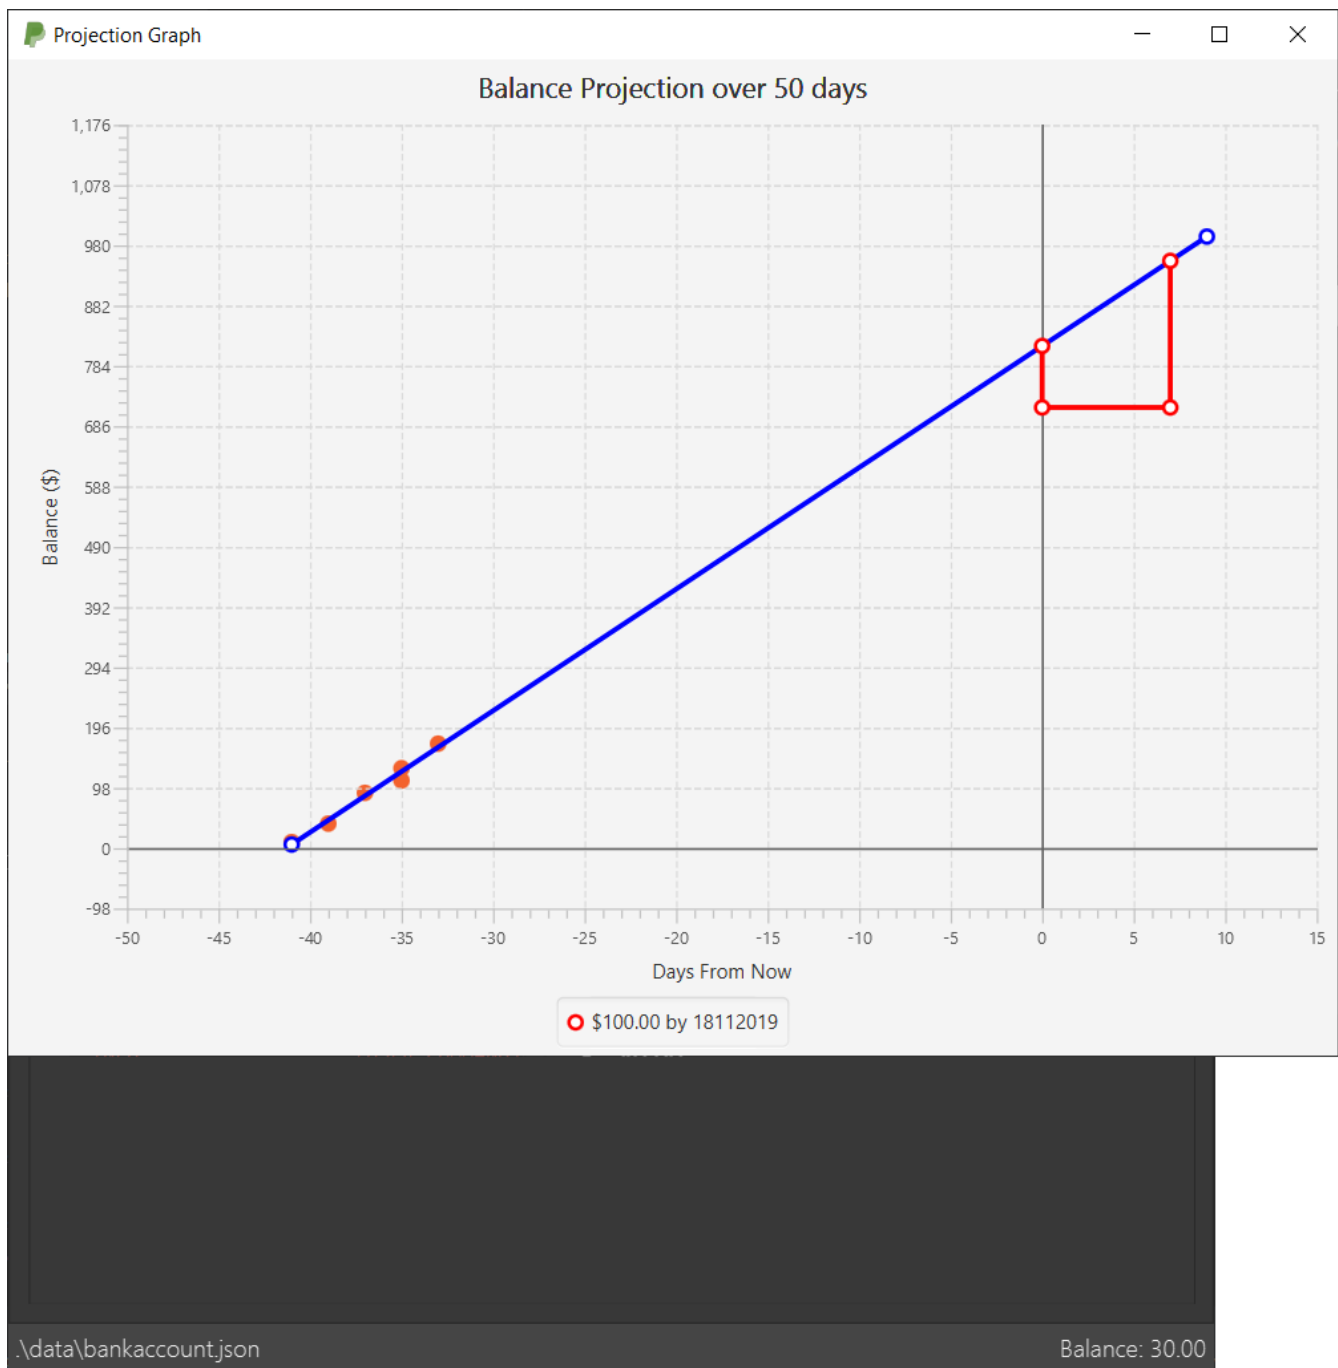 Projection Graph
Balance Projection over 50 days
1,176
1,078
980
882
784
686
588
490
392
294
196
98
0
-98
Balance ($)
-50 -45 -40 -35 -30 -25 -20 -15 -10 -5 0 5 10 15
Days From Now
$100.00 by 18112019
.\data\bankaccount.json Balance: 30.00